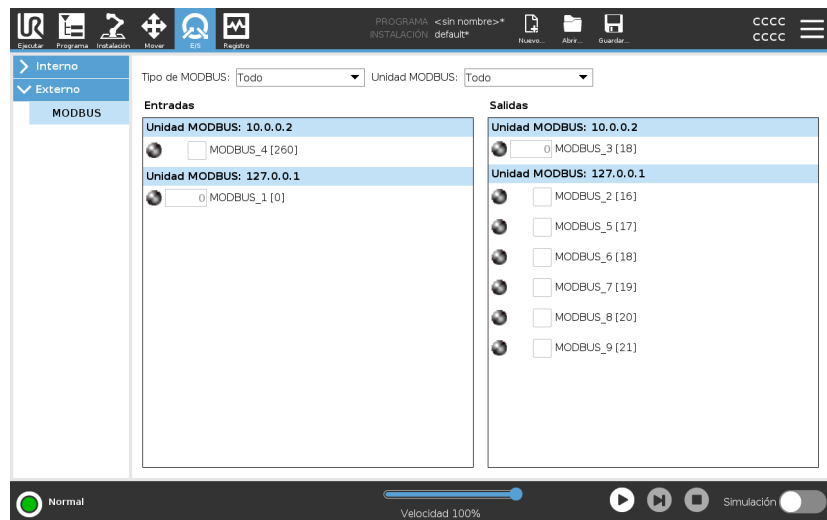 UR
Ejecutar
Programa
Instalación
Mover
E/S
Registro
PROGRAMA <sin nombre>*
INSTALACIÓN default*
Nuevo...
Abrir...
Guardar...
CCCC
CCCC
Interno
Externo
MODBUS
Tipo de MODBUS: Todo
Unidad MODBUS: Todo
Entradas
Unidad MODBUS: 10.0.0.2
MODBUS_4 [260]
Unidad MODBUS: 127.0.0.1
0 MODBUS_1 [0]
Salidas
Unidad MODBUS: 10.0.0.2
0 MODBUS_3 [18]
Unidad MODBUS: 127.0.0.1
MODBUS_2 [16]
MODBUS_5 [17]
MODBUS_6 [18]
MODBUS_7 [19]
MODBUS_8 [20]
MODBUS_9 [21]
Normal
Velocidad 100%
Simulación